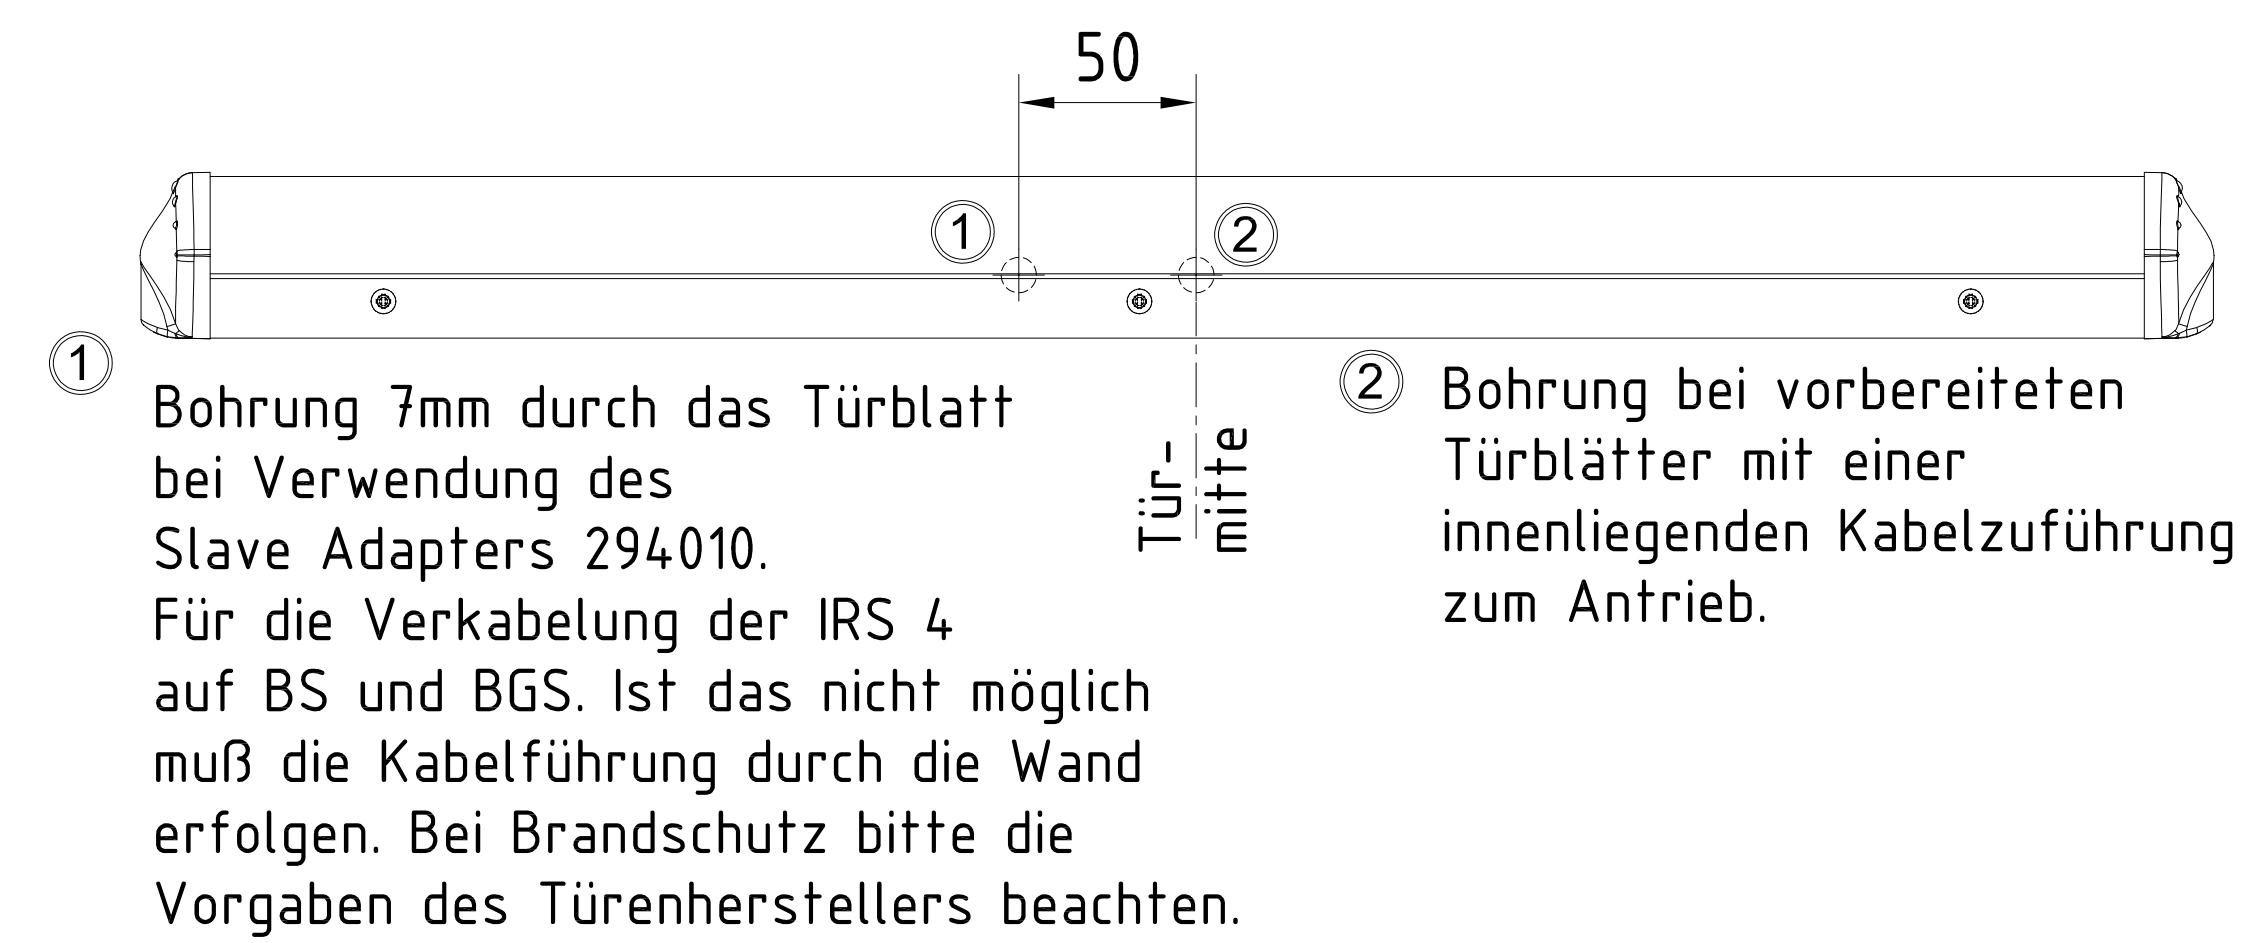 50
1
2
1
Bohrung 7mm durch das Türblatt
bei Verwendung des
Slave Adapters 294010.
Für die Verkabelung der IRS 4
auf BS und BGS. Ist das nicht möglich
muß die Kabelführung durch die Wand
erfolgen. Bei Brandschutz bitte die
Vorgaben des Türenherstellers beachten.
Tür-
mitte
2
Bohrung bei vorbereiteten
Türblätter mit einer
innenliegenden Kabelzuführung
zum Antrieb.